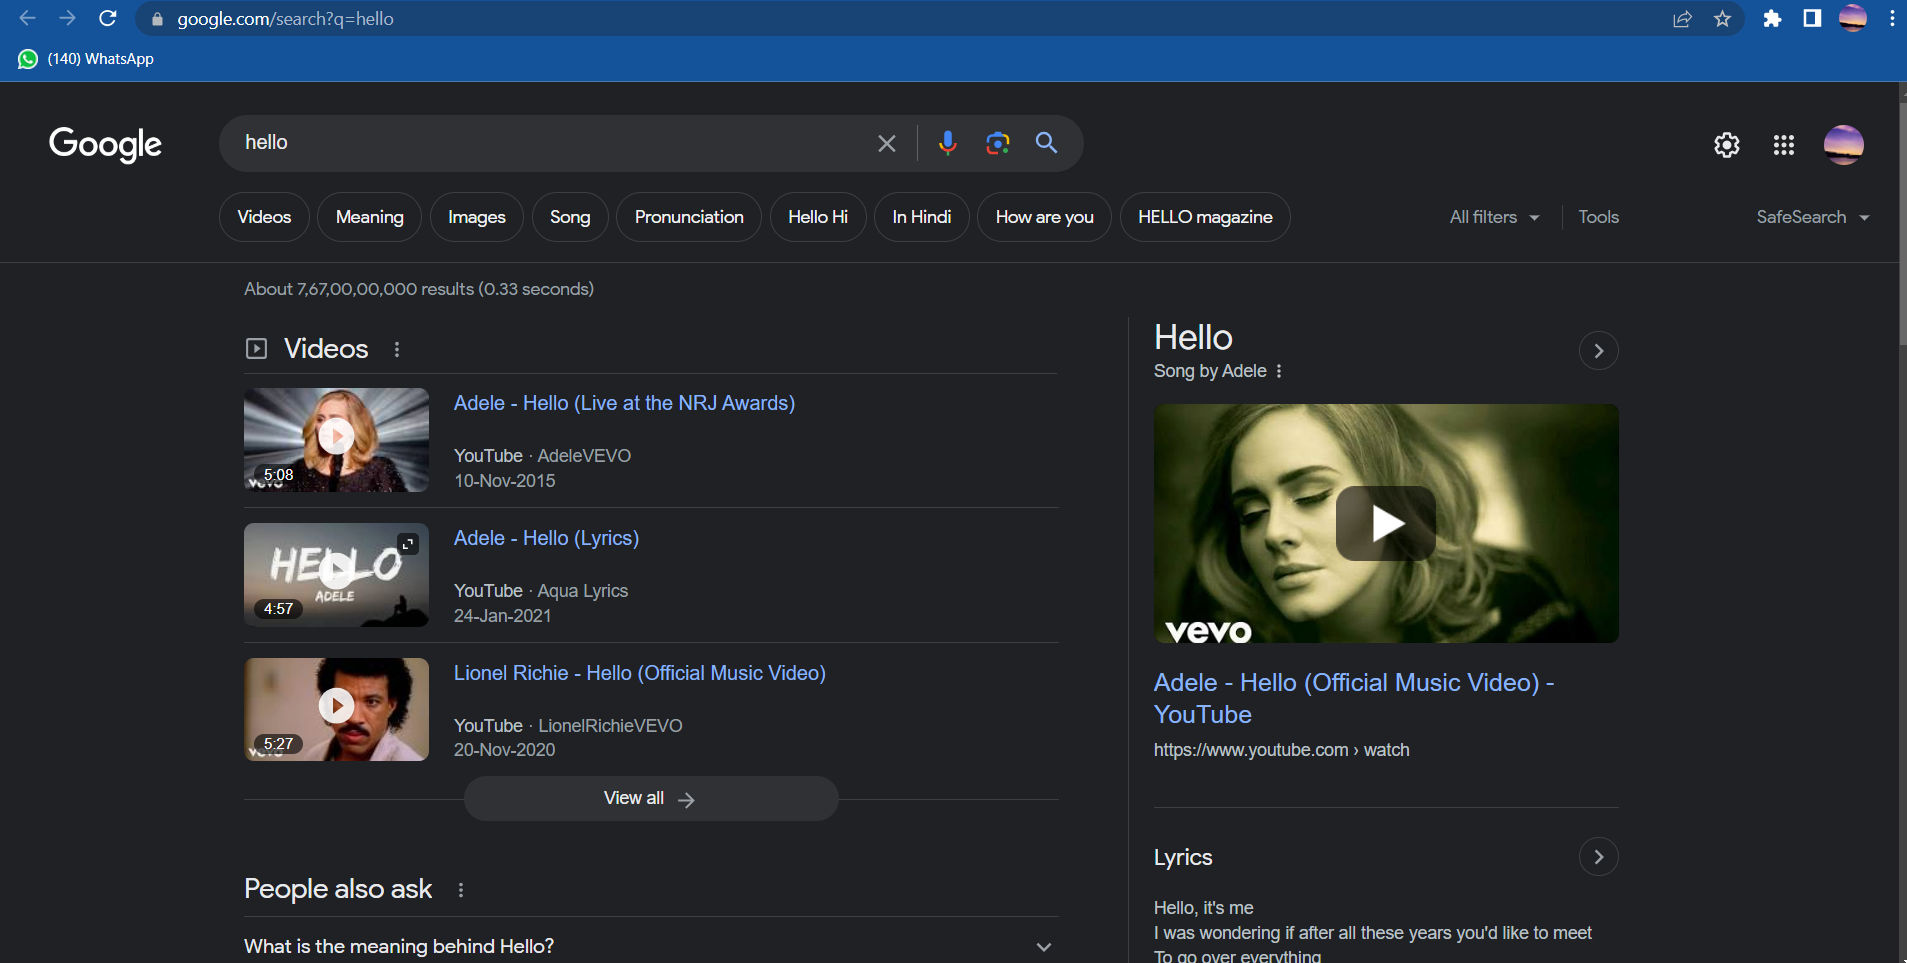 google.com/search?q=hello
(140) WhatsApp
Google
hello
Videos
Meaning
Images
Song
Pronunciation
Hello Hi
In Hindi
How are you
HELLO magazine
All filters
Tools
SafeSearch
About 7,67,00,00,000 results (0.33 seconds)
Videos
Adele - Hello (Live at the NRJ Awards)
YouTube · AdeleVEVO
10-Nov-2015
5:08
vevo
Adele - Hello (Lyrics)
YouTube · Aqua Lyrics
24-Jan-2021
HELLO
ADELE
4:57
Lionel Richie - Hello (Official Music Video)
YouTube · LionelRichieVEVO
20-Nov-2020
5:27
vevo
View all
People also ask
What is the meaning behind Hello?
Hello
Song by Adele
vevo
Adele - Hello (Official Music Video) -
YouTube
https://www.youtube.com › watch
Lyrics
Hello, it's me
I was wondering if after all these years you'd like to meet
To go over everything